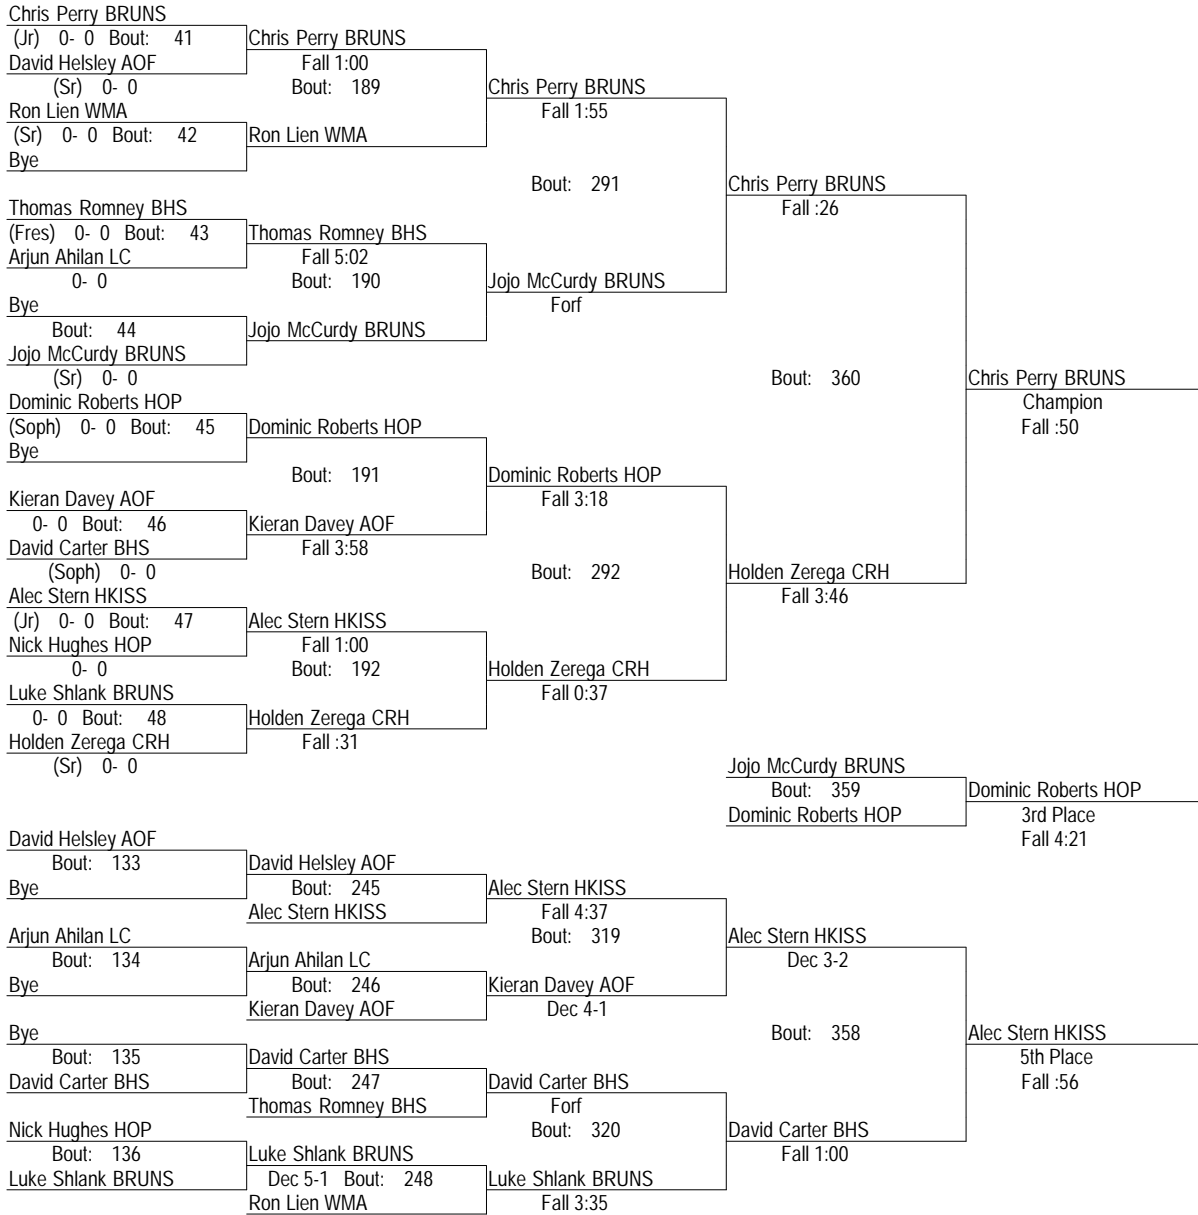 Chris Perry BRUNS
(Jr) 0- 0 Bout: 41
Chris Perry BRUNS
David Helsley AOF
Fall 1:00
(Sr) 0- 0
Bout: 189
Chris Perry BRUNS
Ron Lien WMA
Fall 1:55
(Sr) 0- 0 Bout: 42
Ron Lien WMA
Bye
Bout: 291
Chris Perry BRUNS
Thomas Romney BHS
Fall :26
(Fres) 0- 0 Bout: 43
Thomas Romney BHS
Arjun Ahilan LC
Fall 5:02
0- 0
Bout: 190
Jojo McCurdy BRUNS
Bye
Forf
Bout: 44
Jojo McCurdy BRUNS
Jojo McCurdy BRUNS
(Sr) 0- 0
Bout: 360
Chris Perry BRUNS
Dominic Roberts HOP
Champion
(Soph) 0- 0 Bout: 45
Dominic Roberts HOP
Fall :50
Bye
Bout: 191
Dominic Roberts HOP
Kieran Davey AOF
Fall 3:18
0- 0 Bout: 46
Kieran Davey AOF
David Carter BHS
Fall 3:58
(Soph) 0- 0
Bout: 292
Holden Zerega CRH
Alec Stern HKISS
Fall 3:46
(Jr) 0- 0 Bout: 47
Alec Stern HKISS
Nick Hughes HOP
Fall 1:00
0- 0
Bout: 192
Holden Zerega CRH
Luke Shlank BRUNS
Fall 0:37
0- 0 Bout: 48
Holden Zerega CRH
Holden Zerega CRH
Fall :31
(Sr) 0- 0
Jojo McCurdy BRUNS
Bout: 359
Dominic Roberts HOP
Dominic Roberts HOP
3rd Place
Fall 4:21
David Helsley AOF
Bout: 133
David Helsley AOF
Bye
Bout: 245
Alec Stern HKISS
Alec Stern HKISS
Fall 4:37
Arjun Ahilan LC
Bout: 319
Alec Stern HKISS
Bout: 134
Arjun Ahilan LC
Dec 3-2
Bye
Bout: 246
Kieran Davey AOF
Kieran Davey AOF
Dec 4-1
Bye
Bout: 358
Alec Stern HKISS
Bout: 135
David Carter BHS
5th Place
David Carter BHS
Bout: 247
David Carter BHS
Fall :56
Thomas Romney BHS
Forf
Nick Hughes HOP
Bout: 320
David Carter BHS
Bout: 136
Luke Shlank BRUNS
Fall 1:00
Luke Shlank BRUNS
Dec 5-1 Bout: 248
Luke Shlank BRUNS
Ron Lien WMA
Fall 3:35